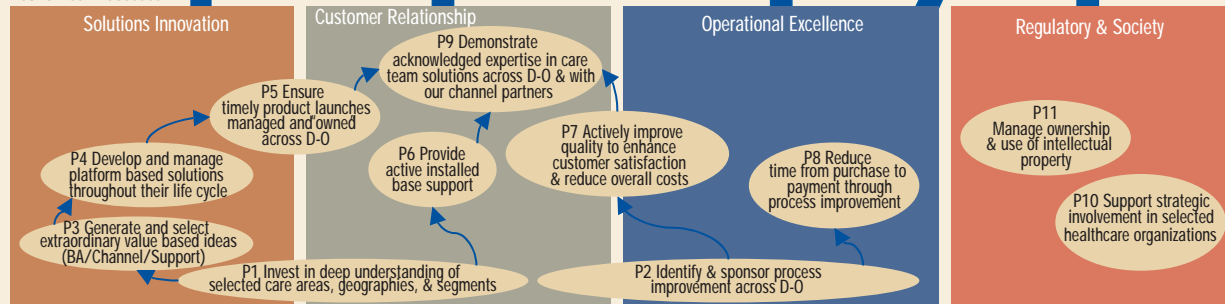 Solutions Innovation
Customer Relationship
Operational Excellence
Regulatory & Society
P9 Demonstrate
acknowledged expertise in care
team solutions across D-O & with
our channel partners
P5 Ensure
timely product launches
managed and owned
across D-O
P11
Manage ownership
& use of intellectual
property
P7 Actively improve
quality to enhance
customer satisfaction
& reduce overall costs
P4 Develop and manage
platform based solutions
throughout their life cycle
P6 Provide
active installed
base support
P8 Reduce
time from purchase to
payment through
process improvement
P10 Support strategic
involvement in selected
healthcare organizations
P3 Generate and select
extraordinary value based ideas
(BA/Channel/Support)
P1 Invest in deep understanding of
selected care areas, geographies, & segments
P2 Identify & sponsor process
improvement across D-O